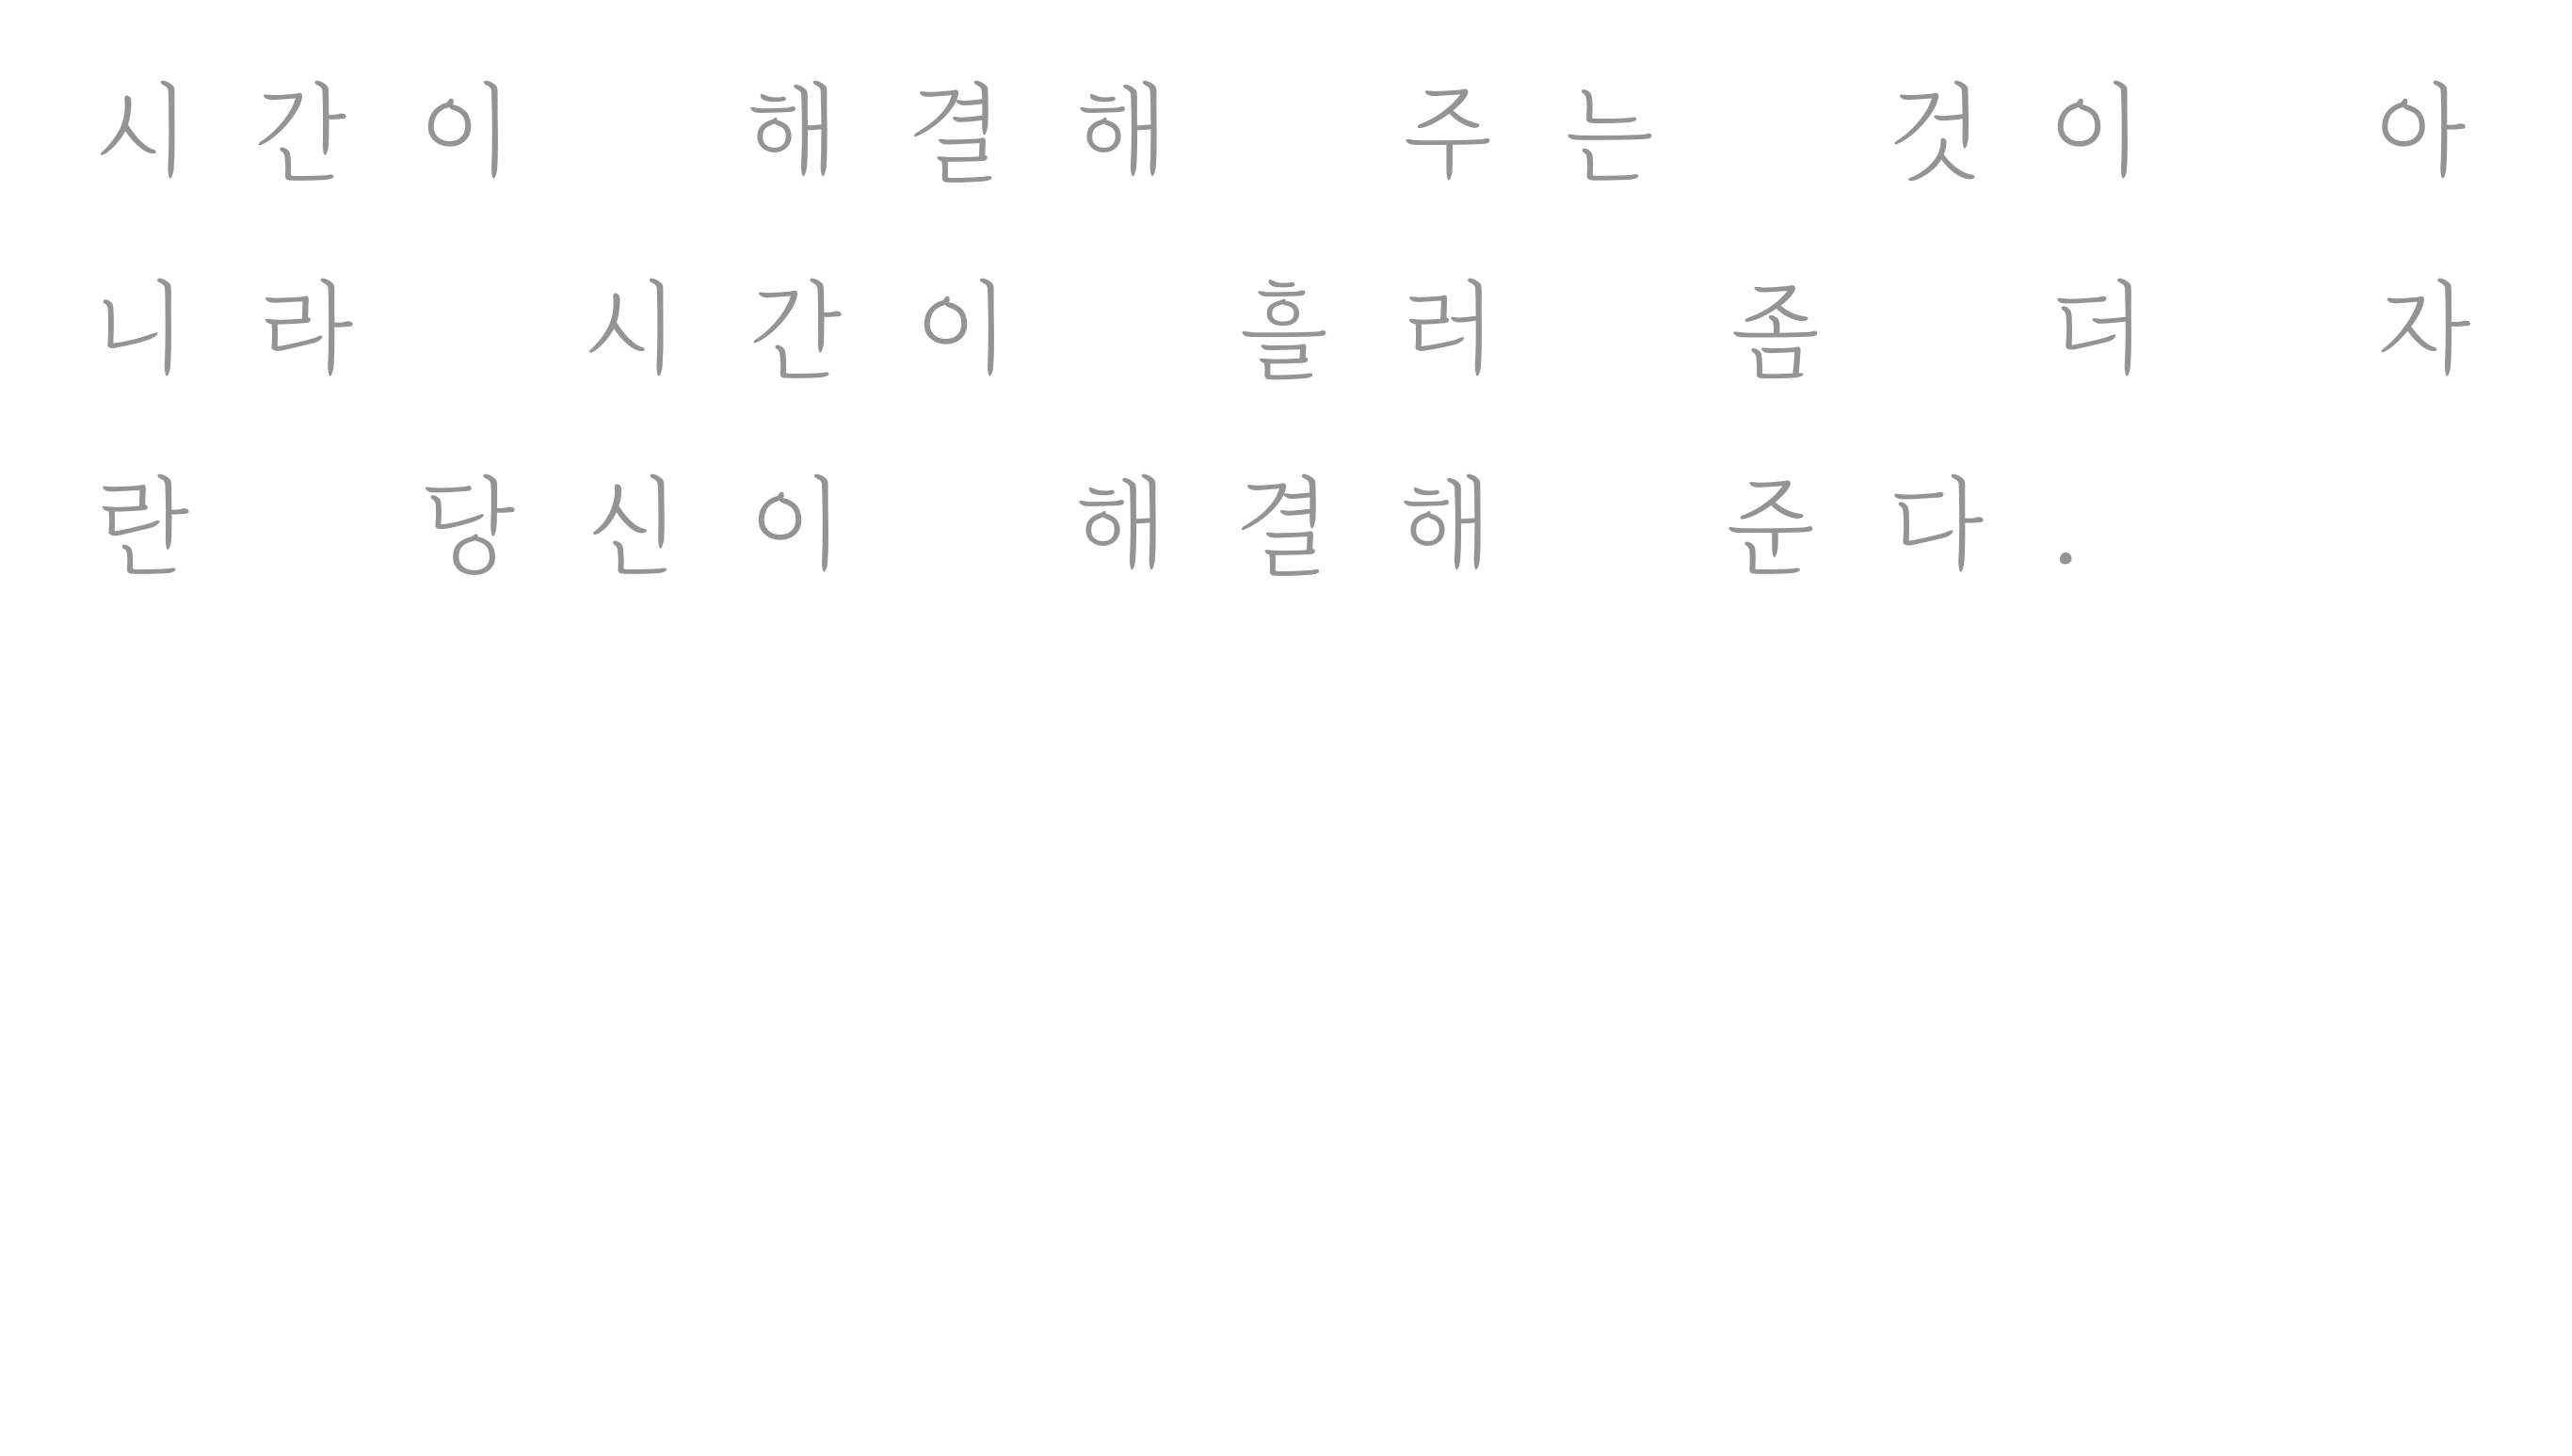 시간이 해결해 주는 것이 아
니라 시간이 흘러 좀 더 자
란 당신이 해결해 준다.